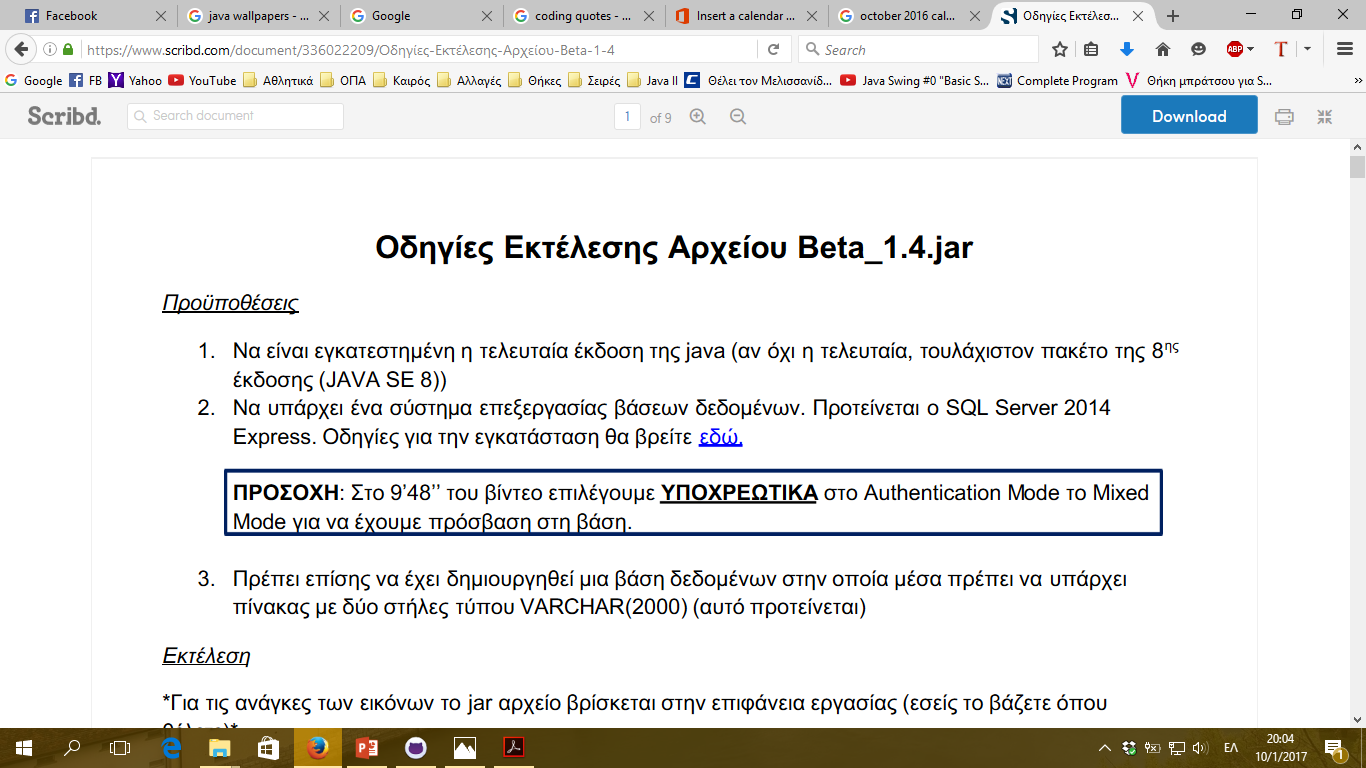 Facebook
java wallpapers - ...
Google
coding quotes - ...
Insert a calendar ...
october 2016 cal...
Οδηγίες Εκτέλεσ...
https://www.scribd.com/document/336022209/Οδηγίες-Εκτέλεσης-Αρχείου-Beta-1-4
Search
ABP
T
Google
FB
Yahoo
YouTube
Αθλητικά
ΟΠΑ
Καιρός
Αλλαγές
Θήκες
Σειρές
Java II
Θέλει τον Μελισσανίδ...
Java Swing #0 "Basic S...
Complete Program
Θήκη μπράτσου για S...
Scribd.
Search document
1 of 9
Download
Οδηγίες Εκτέλεσης Αρχείου Beta_1.4.jar
Προϋποθέσεις
1. Να είναι εγκατεστημένη η τελευταία έκδοση της java (αν όχι η τελευταία, τουλάχιστον πακέτο της 8ης
έκδοσης (JAVA SE 8))
2. Να υπάρχει ένα σύστημα επεξεργασίας βάσεων δεδομένων. Προτείνεται ο SQL Server 2014
Express. Οδηγίες για την εγκατάσταση θα βρείτε εδώ.
ΠΡΟΣΟΧΗ: Στο 9’48’’ του βίντεο επιλέγουμε ΥΠΟΧΡΕΩΤΙΚΑ στο Authentication Mode το Mixed
Mode για να έχουμε πρόσβαση στη βάση.
3. Πρέπει επίσης να έχει δημιουργηθεί μια βάση δεδομένων στην οποία μέσα πρέπει να υπάρχει
πίνακας με δύο στήλες τύπου VARCHAR(2000) (αυτό προτείνεται)
Εκτέλεση
*Για τις ανάγκες των εικόνων το jar αρχείο βρίσκεται στην επιφάνεια εργασίας (εσείς το βάζετε όπου
ΕΛ
20:04
10/1/2017
1